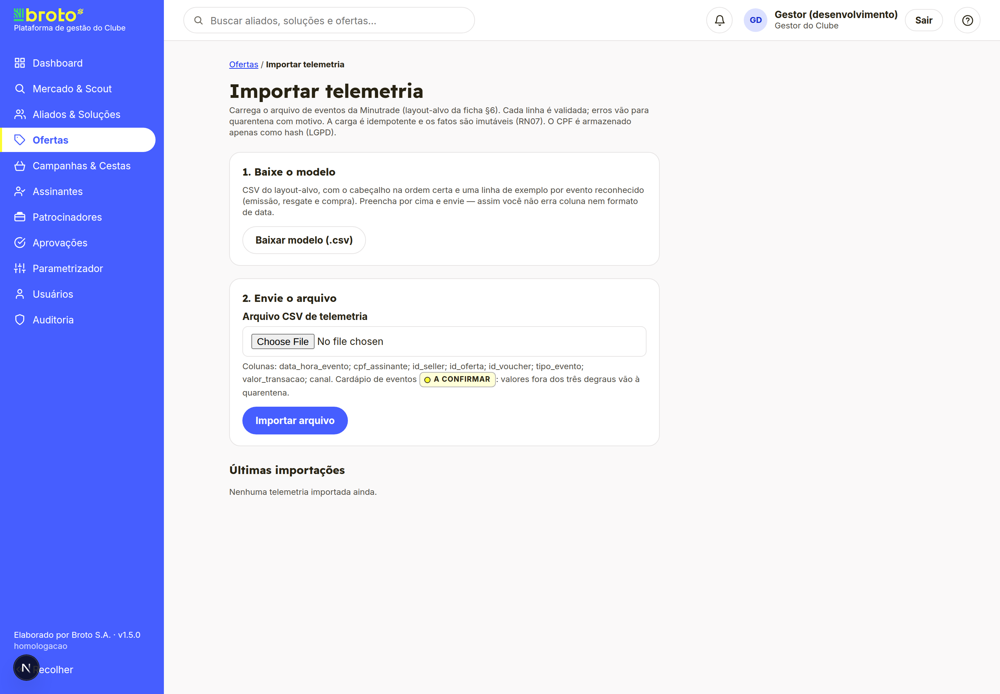 broto
Plataforma de gestão do Clube
Buscar aliados, soluções e ofertas...
GD
Gestor (desenvolvimento)
Gestor do Clube
Sair
Dashboard
Mercado & Scout
Aliados & Soluções
Ofertas
Campanhas & Cestas
Assinantes
Patrocinadores
Aprovações
Parametrizador
Usuários
Auditoria
Ofertas / Importar telemetria
Importar telemetria
Carrega o arquivo de eventos da Minutrade (layout-alvo da ficha §6). Cada linha é validada; erros vão para
quarentena com motivo. A carga é idempotente e os fatos são imutáveis (RN07). O CPF é armazenado
apenas como hash (LGPD).
1. Baixe o modelo
CSV do layout-alvo, com o cabeçalho na ordem certa e uma linha de exemplo por evento reconhecido
(emissão, resgate e compra). Preencha por cima e envie — assim você não erra coluna nem formato
de data.
Baixar modelo (.csv)
2. Envie o arquivo
Arquivo CSV de telemetria
Choose File No file chosen
Colunas: data_hora_evento; cpf_assinante; id_seller; id_oferta; id_voucher; tipo_evento;
valor_transacao; canal. Cardápio de eventos A CONFIRMAR : valores fora dos três degraus vão à
quarentena.
Importar arquivo
Últimas importações
Nenhuma telemetria importada ainda.
Elaborado por Broto S.A. · v1.5.0
homologacao
N
Recolher